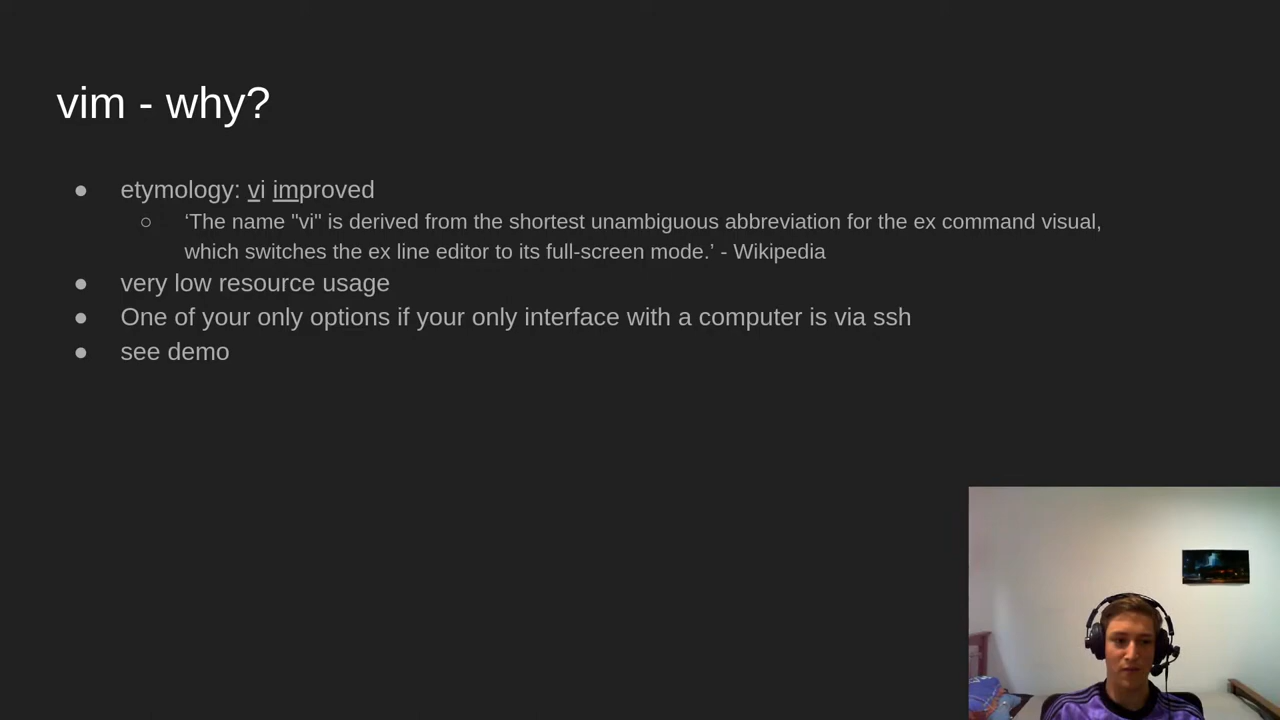 vim - why?
● etymology: vi improved
○ ‘The name "vi" is derived from the shortest unambiguous abbreviation for the ex command visual,
which switches the ex line editor to its full-screen mode.’ - Wikipedia
● very low resource usage
● One of your only options if your only interface with a computer is via ssh
● see demo